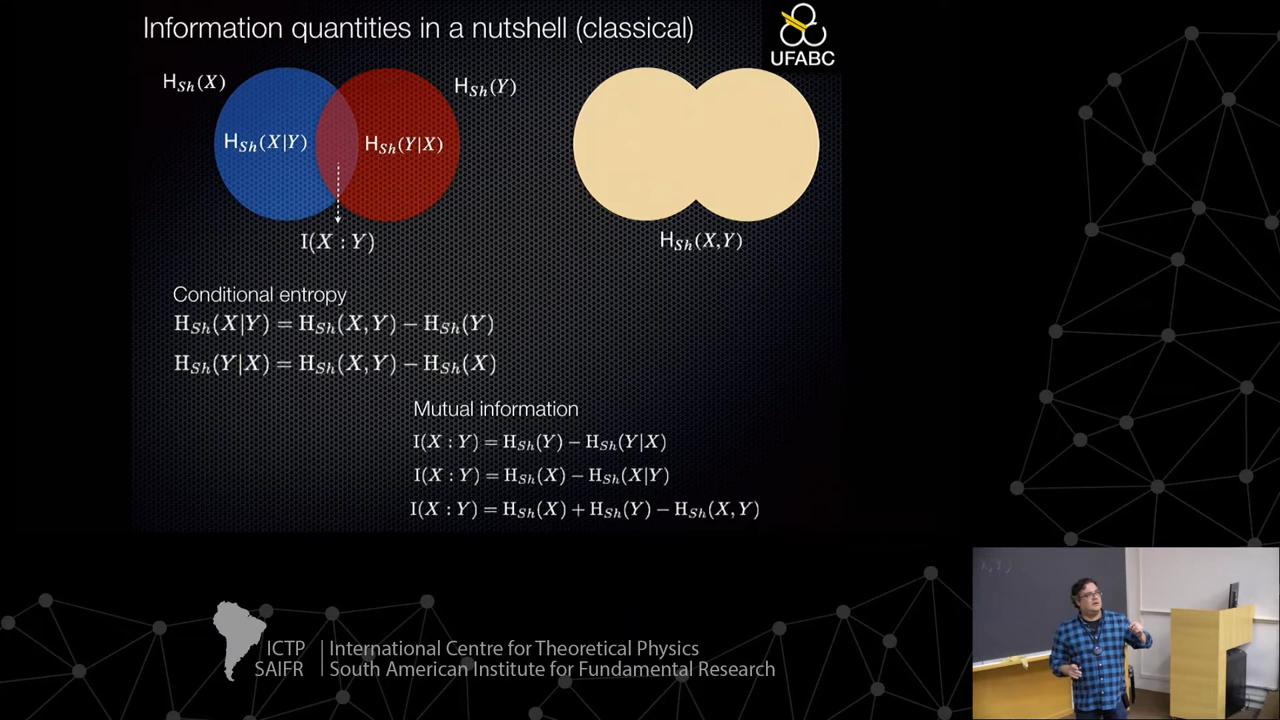 Information quantities in a nutshell (classical)
UFABC
H_Sh(X)
H_Sh(Y)
H_Sh(X|Y)
H_Sh(Y|X)
I(X : Y)
H_Sh(X,Y)
Conditional entropy
H_Sh(X|Y) = H_Sh(X,Y) − H_Sh(Y)
H_Sh(Y|X) = H_Sh(X,Y) − H_Sh(X)
Mutual information
I(X : Y) = H_Sh(Y) − H_Sh(Y|X)
I(X : Y) = H_Sh(X) − H_Sh(X|Y)
I(X : Y) = H_Sh(X) + H_Sh(Y) − H_Sh(X,Y)
ICTP | International Centre for Theoretical Physics
SAIFR | South American Institute for Fundamental Research